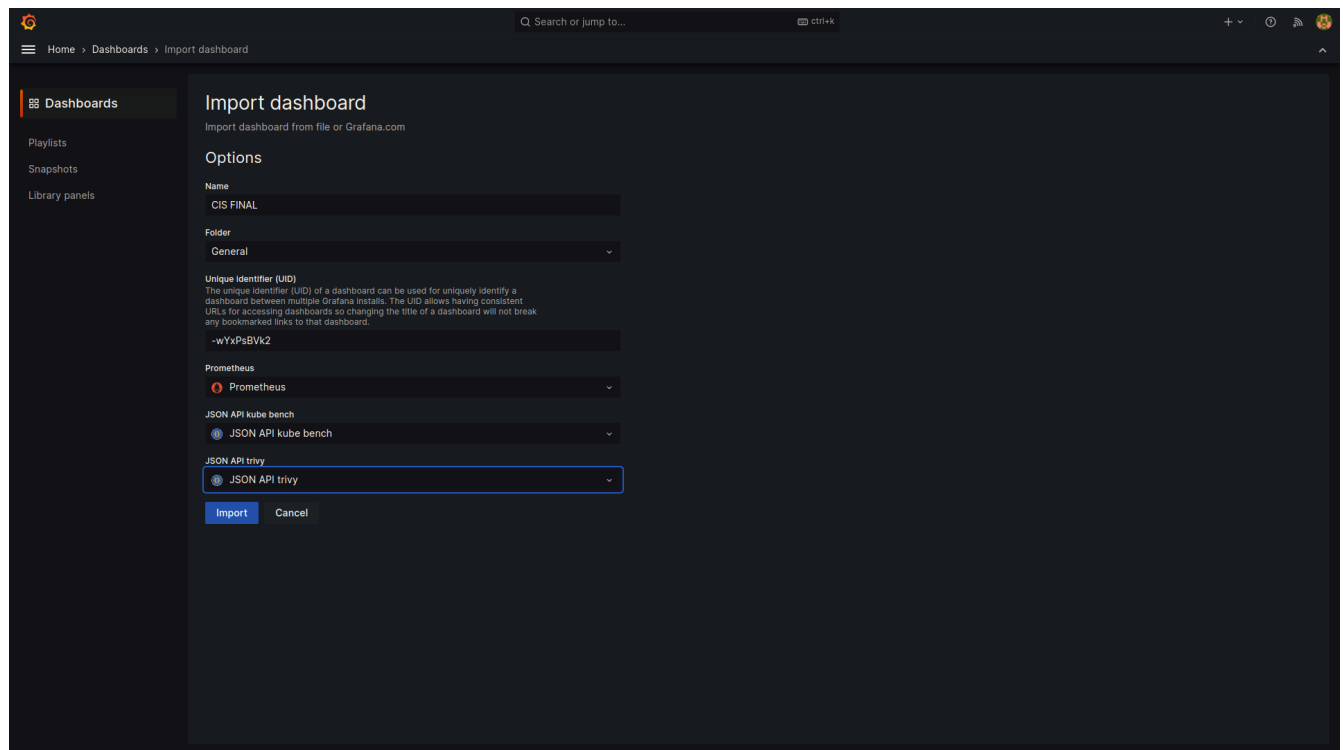 Search or jump to...
ctrl+k
Home › Dashboards › Import dashboard
Dashboards
Playlists
Snapshots
Library panels
Import dashboard
Import dashboard from file or Grafana.com
Options
Name
CIS FINAL
Folder
General
Unique identifier (UID)
The unique identifier (UID) of a dashboard can be used for uniquely identify a
dashboard between multiple Grafana installs. The UID allows having consistent
URLs for accessing dashboards so changing the title of a dashboard will not break
any bookmarked links to that dashboard.
-wYxPsBVk2
Prometheus
Prometheus
JSON API kube bench
JSON API kube bench
JSON API trivy
JSON API trivy
Import Cancel